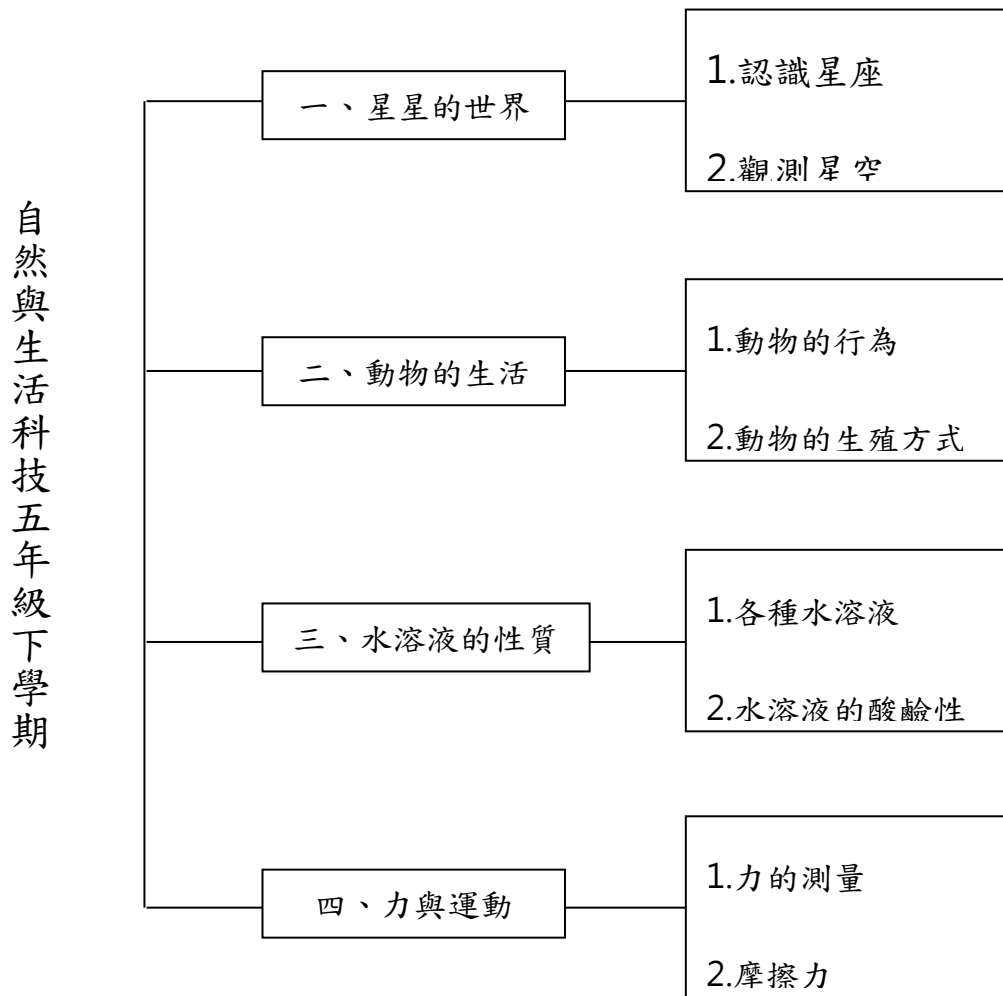 自然與生活科技五年級下學期
一、星星的世界
1.認識星座
2.觀測星空
二、動物的生活
1.動物的行為
2.動物的生殖方式
三、水溶液的性質
1.各種水溶液
2.水溶液的酸鹼性
四、力與運動
1.力的測量
2.摩擦力